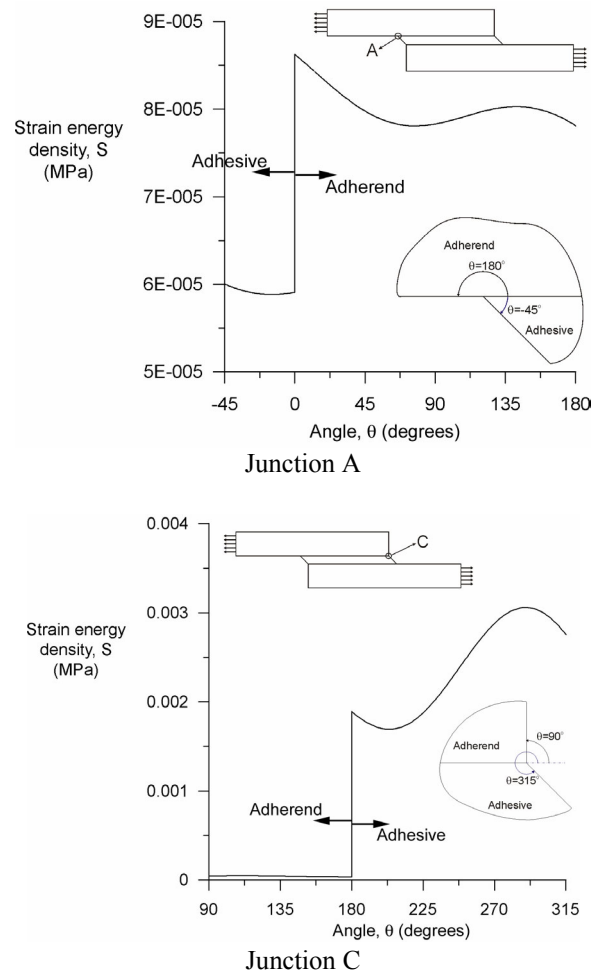 9E-005
8E-005
7E-005
6E-005
5E-005
Strain energy
density, S
(MPa)
A
Adhesive
Adherend
Adherend
θ=180°
θ=-45°
Adhesive
-45
0
45
90
135
180
Angle, θ (degrees)
Junction A
0.004
0.003
0.002
0.001
0
Strain energy
density, S
(MPa)
C
Adherend
Adhesive
θ=90°
Adherend
θ=315°
Adhesive
90
135
180
225
270
315
Angle, θ (degrees)
Junction C